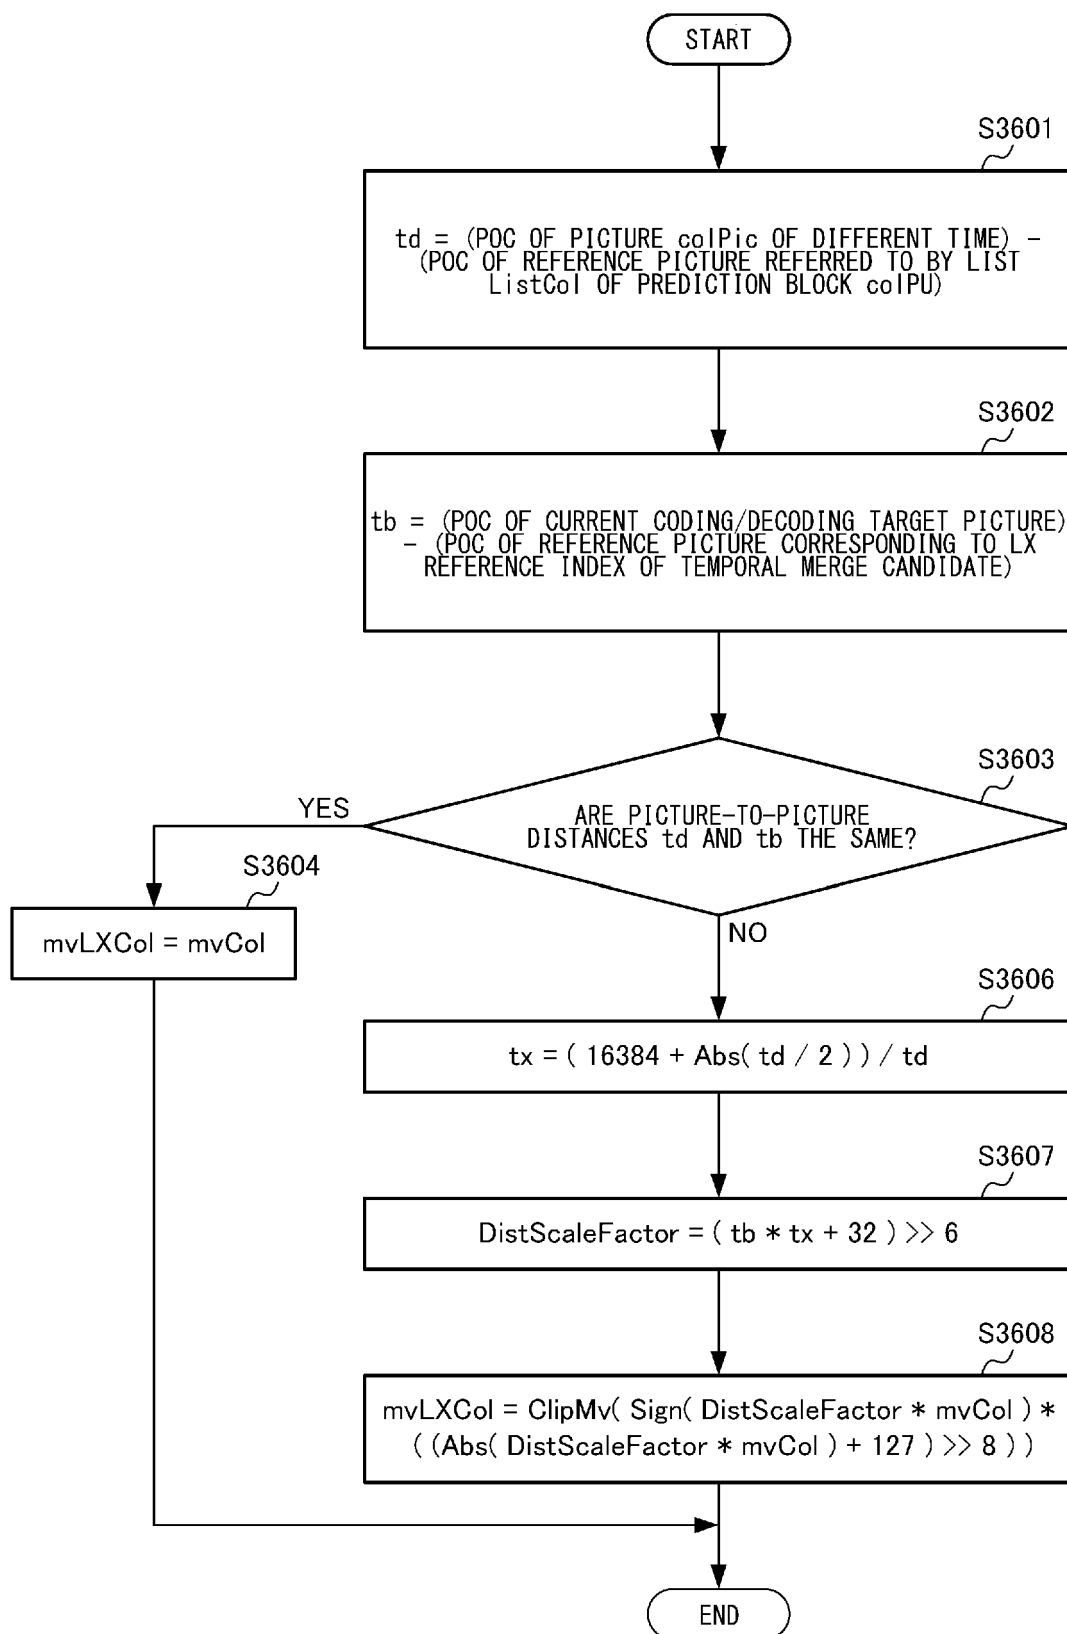 START
S3601
td = (POC OF PICTURE colPic OF DIFFERENT TIME) -
(POC OF REFERENCE PICTURE REFERRED TO BY LIST
ListCol OF PREDICTION BLOCK colPU)
S3602
tb = (POC OF CURRENT CODING/DECODING TARGET PICTURE)
- (POC OF REFERENCE PICTURE CORRESPONDING TO LX
REFERENCE INDEX OF TEMPORAL MERGE CANDIDATE)
S3603
ARE PICTURE-TO-PICTURE
DISTANCES td AND tb THE SAME?
YES
S3604
mvLXCol = mvCol
NO
S3606
tx = ( 16384 + Abs( td / 2 ) ) / td
S3607
DistScaleFactor = ( tb * tx + 32 ) >> 6
S3608
mvLXCol = ClipMv( Sign( DistScaleFactor * mvCol ) *
( (Abs( DistScaleFactor * mvCol ) + 127 ) >> 8 ) )
END